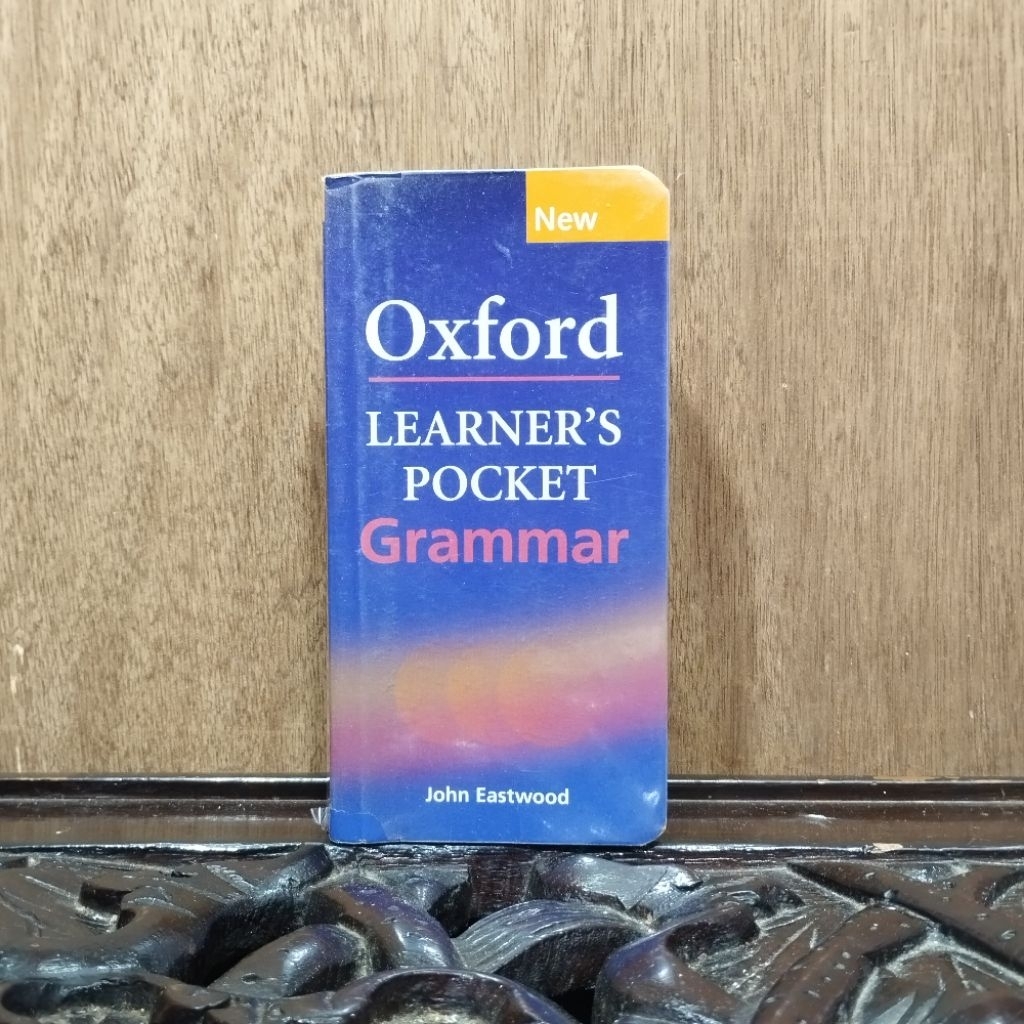 New
Oxford
LEARNER’S
POCKET
Grammar
John Eastwood